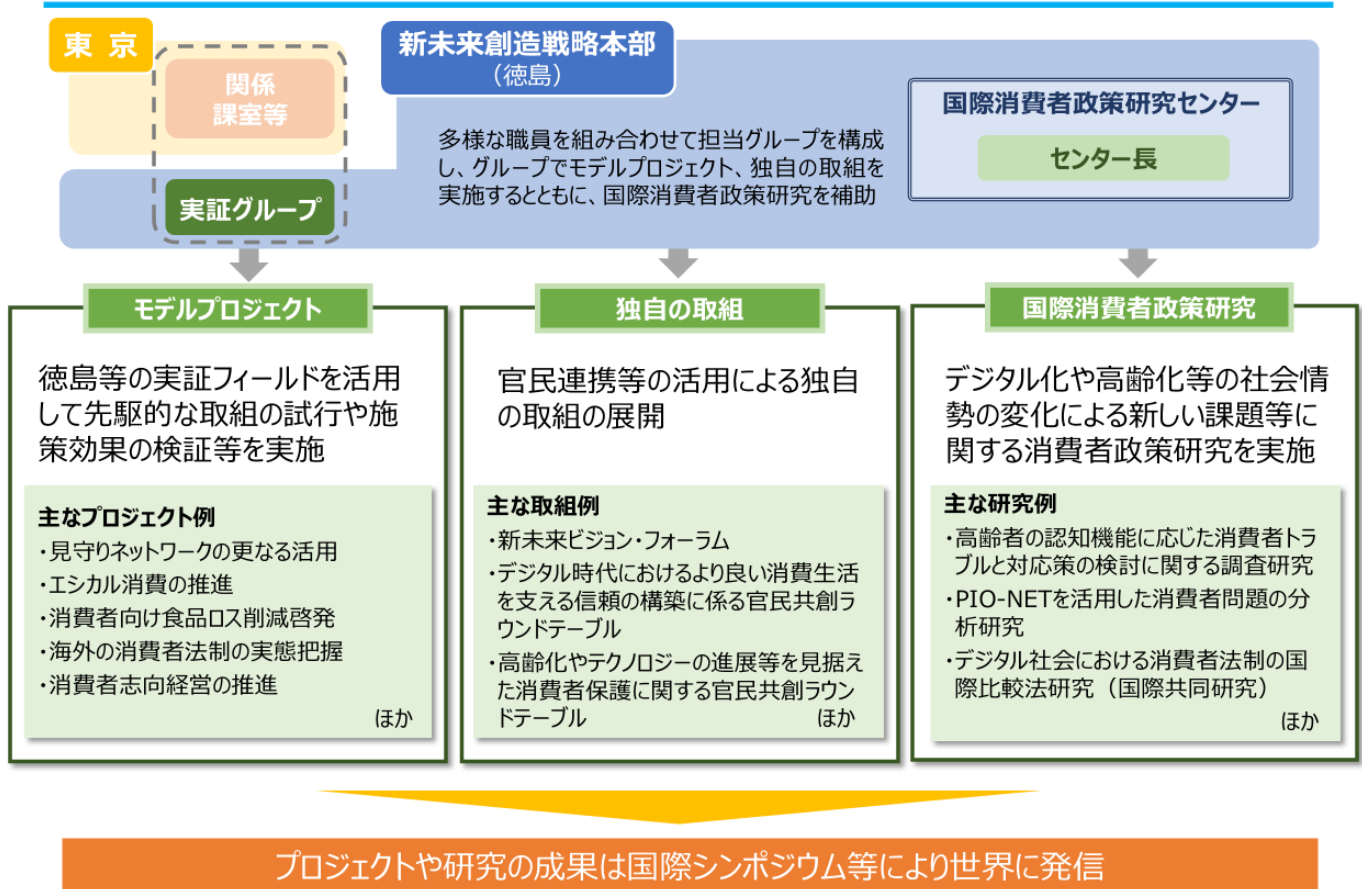 東 京
関係
課室等
実証グループ
新未来創造戦略本部
（徳島）
多様な職員を組み合わせて担当グループを構成
し、グループでモデルプロジェクト、独自の取組を
実施するとともに、国際消費者政策研究を補助
国際消費者政策研究センター
センター長
モデルプロジェクト
徳島等の実証フィールドを活用
して先駆的な取組の試行や施
策効果の検証等を実施
主なプロジェクト例
・見守りネットワークの更なる活用
・エシカル消費の推進
・消費者向け食品ロス削減啓発
・海外の消費者法制の実態把握
・消費者志向経営の推進
ほか
独自の取組
官民連携等の活用による独自
の取組の展開
主な取組例
・新未来ビジョン・フォーラム
・デジタル時代におけるより良い消費生活
を支える信頼の構築に係る官民共創ラ
ウンドテーブル
・高齢化やテクノロジーの進展等を見据え
た消費者保護に関する官民共創ラウン
ドテーブル ほか
国際消費者政策研究
デジタル化や高齢化等の社会情
勢の変化による新しい課題等に
関する消費者政策研究を実施
主な研究例
・高齢者の認知機能に応じた消費者トラ
ブルと対応策の検討に関する調査研究
・PIO-NETを活用した消費者問題の分
析研究
・デジタル社会における消費者法制の国
際比較法研究（国際共同研究）
ほか
プロジェクトや研究の成果は国際シンポジウム等により世界に発信